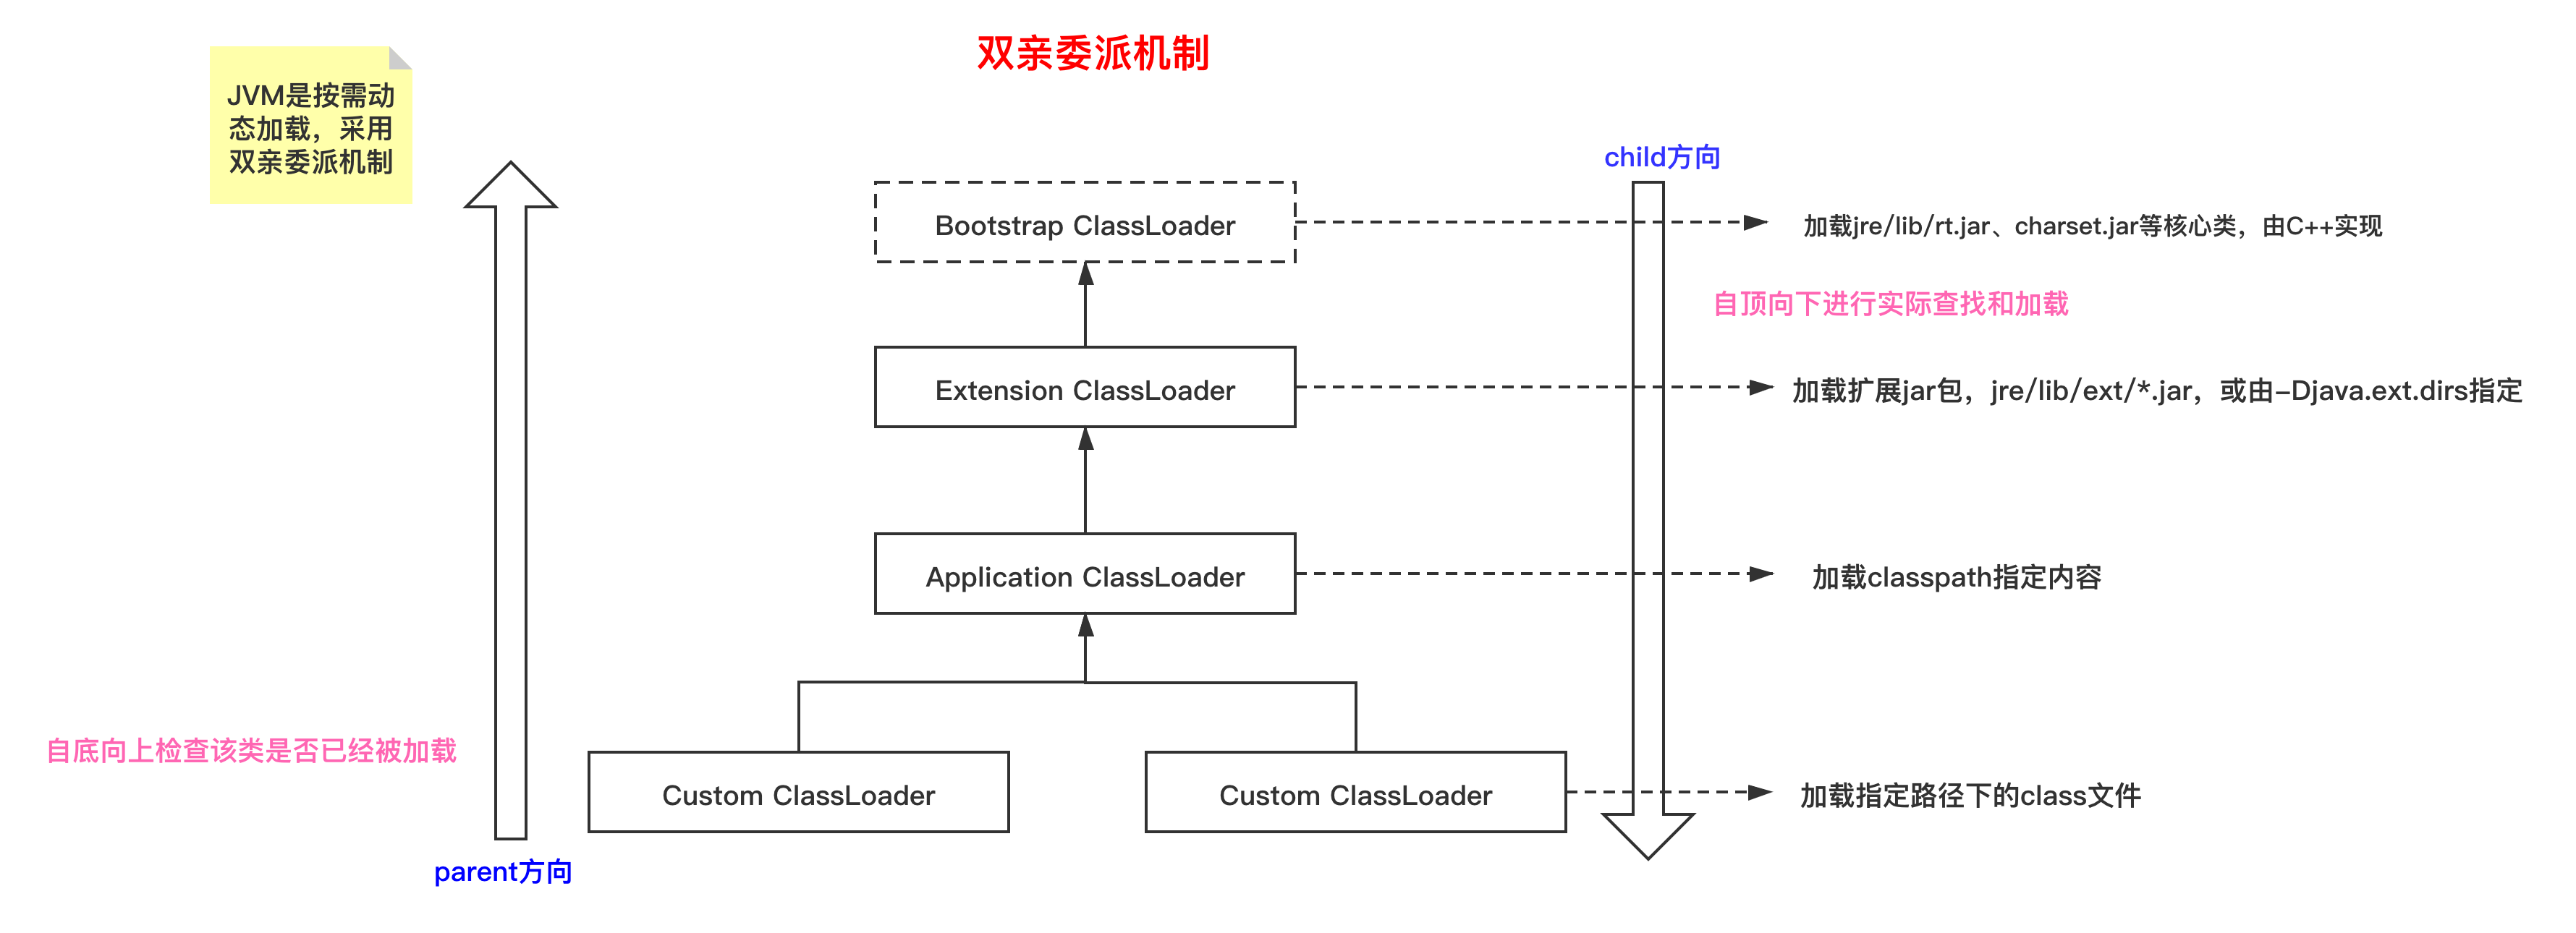 双亲委派机制
JVM是按需动
态加载，采用
双亲委派机制
child方向
Bootstrap ClassLoader
加载jre/lib/rt.jar、charset.jar等核心类，由C++实现
自顶向下进行实际查找和加载
Extension ClassLoader
加载扩展jar包，jre/lib/ext/*.jar，或由-Djava.ext.dirs指定
Application ClassLoader
加载classpath指定内容
自底向上检查该类是否已经被加载
Custom ClassLoader
Custom ClassLoader
加载指定路径下的class文件
parent方向